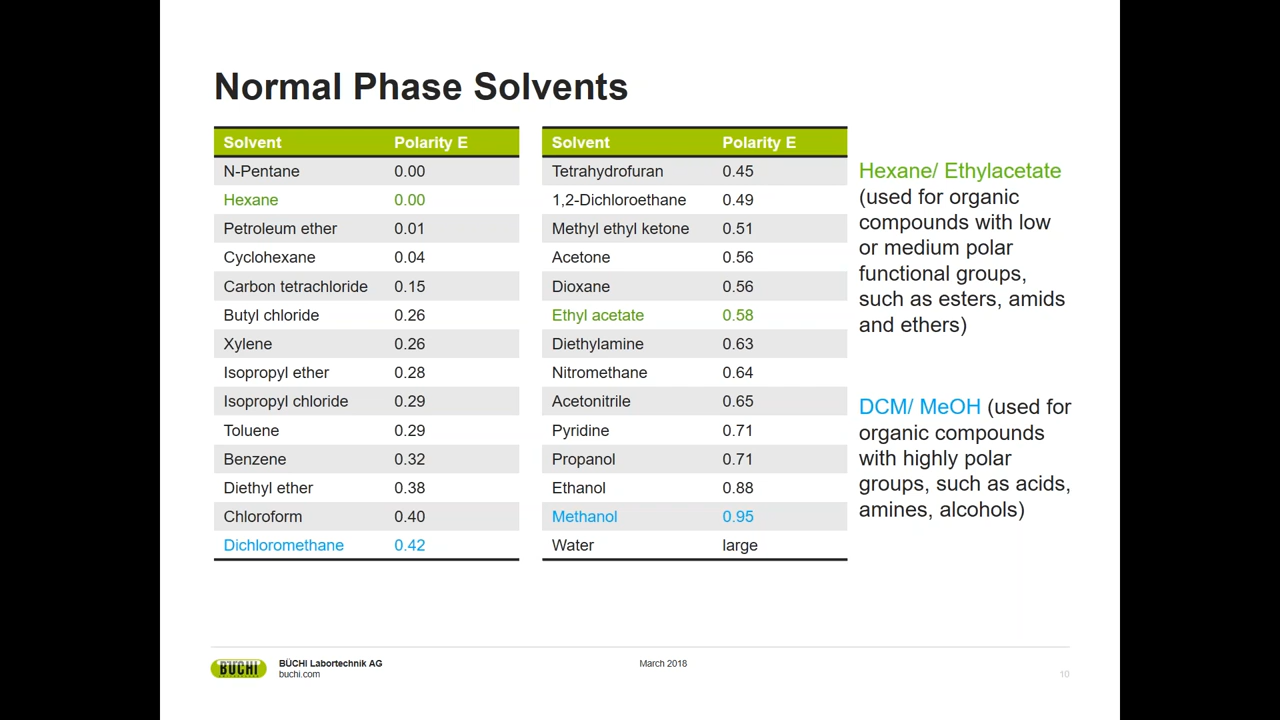 Normal Phase Solvents
Solvent Polarity E
N-Pentane 0.00
Hexane 0.00
Petroleum ether 0.01
Cyclohexane 0.04
Carbon tetrachloride 0.15
Butyl chloride 0.26
Xylene 0.26
Isopropyl ether 0.28
Isopropyl chloride 0.29
Toluene 0.29
Benzene 0.32
Diethyl ether 0.38
Chloroform 0.40
Dichloromethane 0.42
Solvent Polarity E
Tetrahydrofuran 0.45
1,2-Dichloroethane 0.49
Methyl ethyl ketone 0.51
Acetone 0.56
Dioxane 0.56
Ethyl acetate 0.58
Diethylamine 0.63
Nitromethane 0.64
Acetonitrile 0.65
Pyridine 0.71
Propanol 0.71
Ethanol 0.88
Methanol 0.95
Water large
Hexane/ Ethylacetate
(used for organic
compounds with low
or medium polar
functional groups,
such as esters, amids
and ethers)
DCM/ MeOH (used for
organic compounds
with highly polar
groups, such as acids,
amines, alcohols)
BÜCHI
BÜCHI Labortechnik AG
buchi.com
March 2018
10